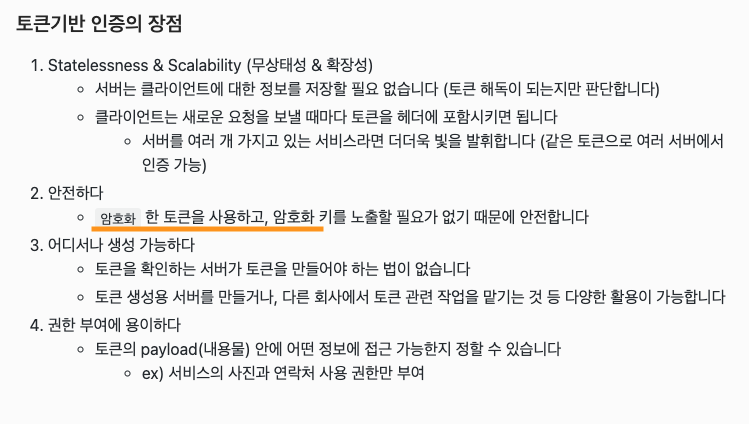 토큰기반 인증의 장점
1. Statelessness & Scalability (무상태성 & 확장성)
서버는 클라이언트에 대한 정보를 저장할 필요 없습니다 (토큰 해독이 되는지만 판단합니다)
클라이언트는 새로운 요청을 보낼 때마다 토큰을 헤더에 포함시키면 됩니다
서버를 여러 개 가지고 있는 서비스라면 더더욱 빛을 발휘합니다 (같은 토큰으로 여러 서버에서
인증 가능)
2. 안전하다
암호화 한 토큰을 사용하고, 암호화 키를 노출할 필요가 없기 때문에 안전합니다
3. 어디서나 생성 가능하다
토큰을 확인하는 서버가 토큰을 만들어야 하는 법이 없습니다
토큰 생성용 서버를 만들거나, 다른 회사에서 토큰 관련 작업을 맡기는 것 등 다양한 활용이 가능합니다
4. 권한 부여에 용이하다
토큰의 payload(내용물) 안에 어떤 정보에 접근 가능한지 정할 수 있습니다
ex) 서비스의 사진과 연락처 사용 권한만 부여